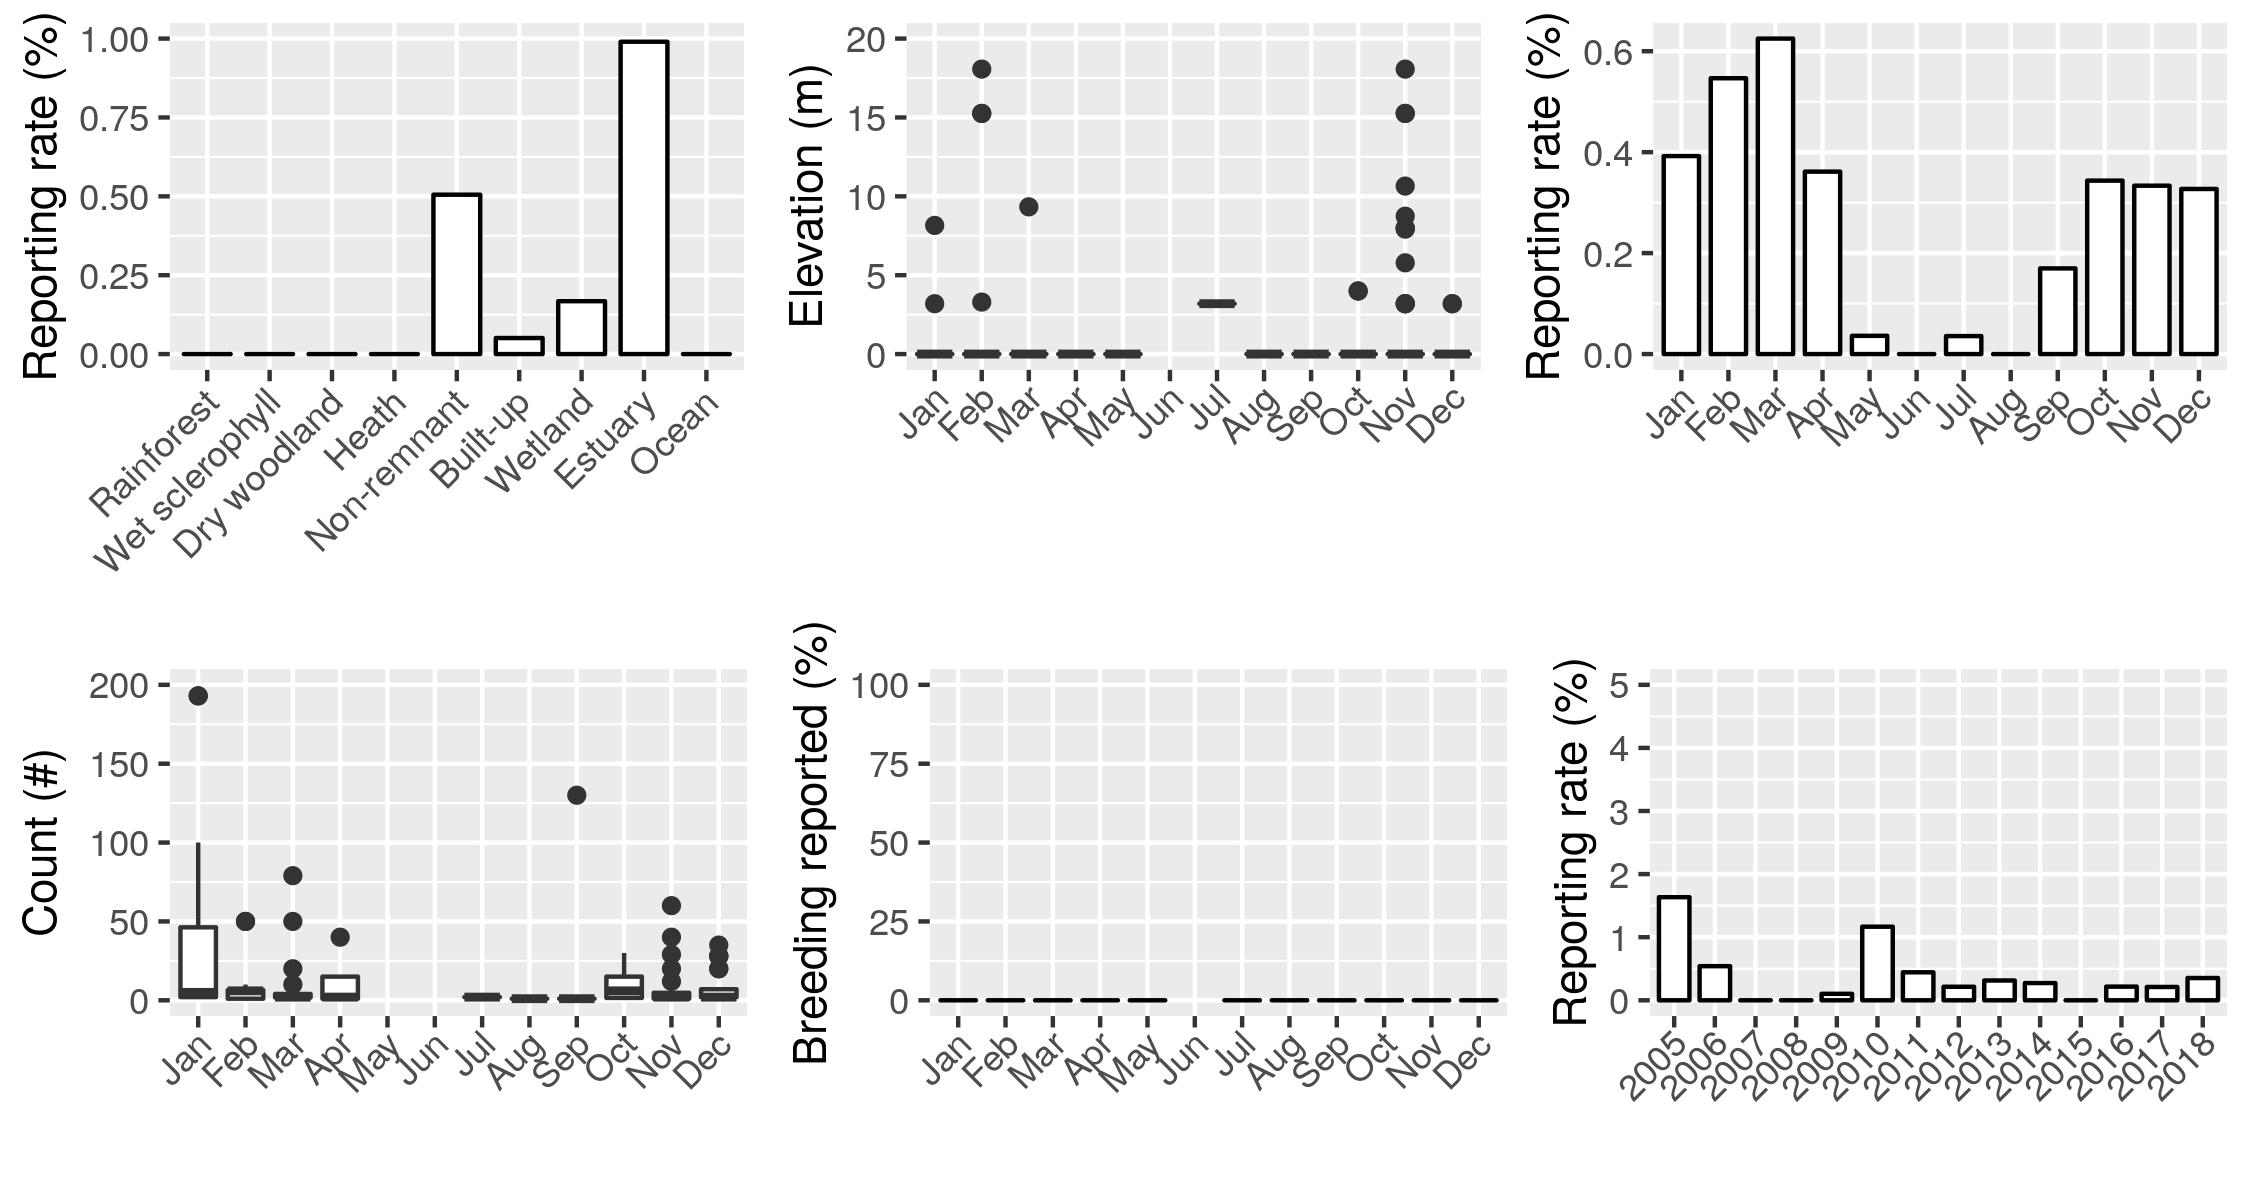 Reporting rate (%)
1.00
0.75
0.50
0.25
0.00
Rainforest
Wet sclerophyll
Dry woodland
Heath
Non-remnant
Built-up
Wetland
Estuary
Ocean
Elevation (m)
20
15
10
5
0
Jan
Feb
Mar
Apr
May
Jun
Jul
Aug
Sep
Oct
Nov
Dec
Reporting rate (%)
0.6
0.4
0.2
0.0
Jan
Feb
Mar
Apr
May
Jun
Jul
Aug
Sep
Oct
Nov
Dec
Count (#)
200
150
100
50
0
Jan
Feb
Mar
Apr
May
Jun
Jul
Aug
Sep
Oct
Nov
Dec
Breeding reported (%)
100
75
50
25
0
Jan
Feb
Mar
Apr
May
Jun
Jul
Aug
Sep
Oct
Nov
Dec
Reporting rate (%)
5
4
3
2
1
0
2005
2006
2007
2008
2009
2010
2011
2012
2013
2014
2015
2016
2017
2018